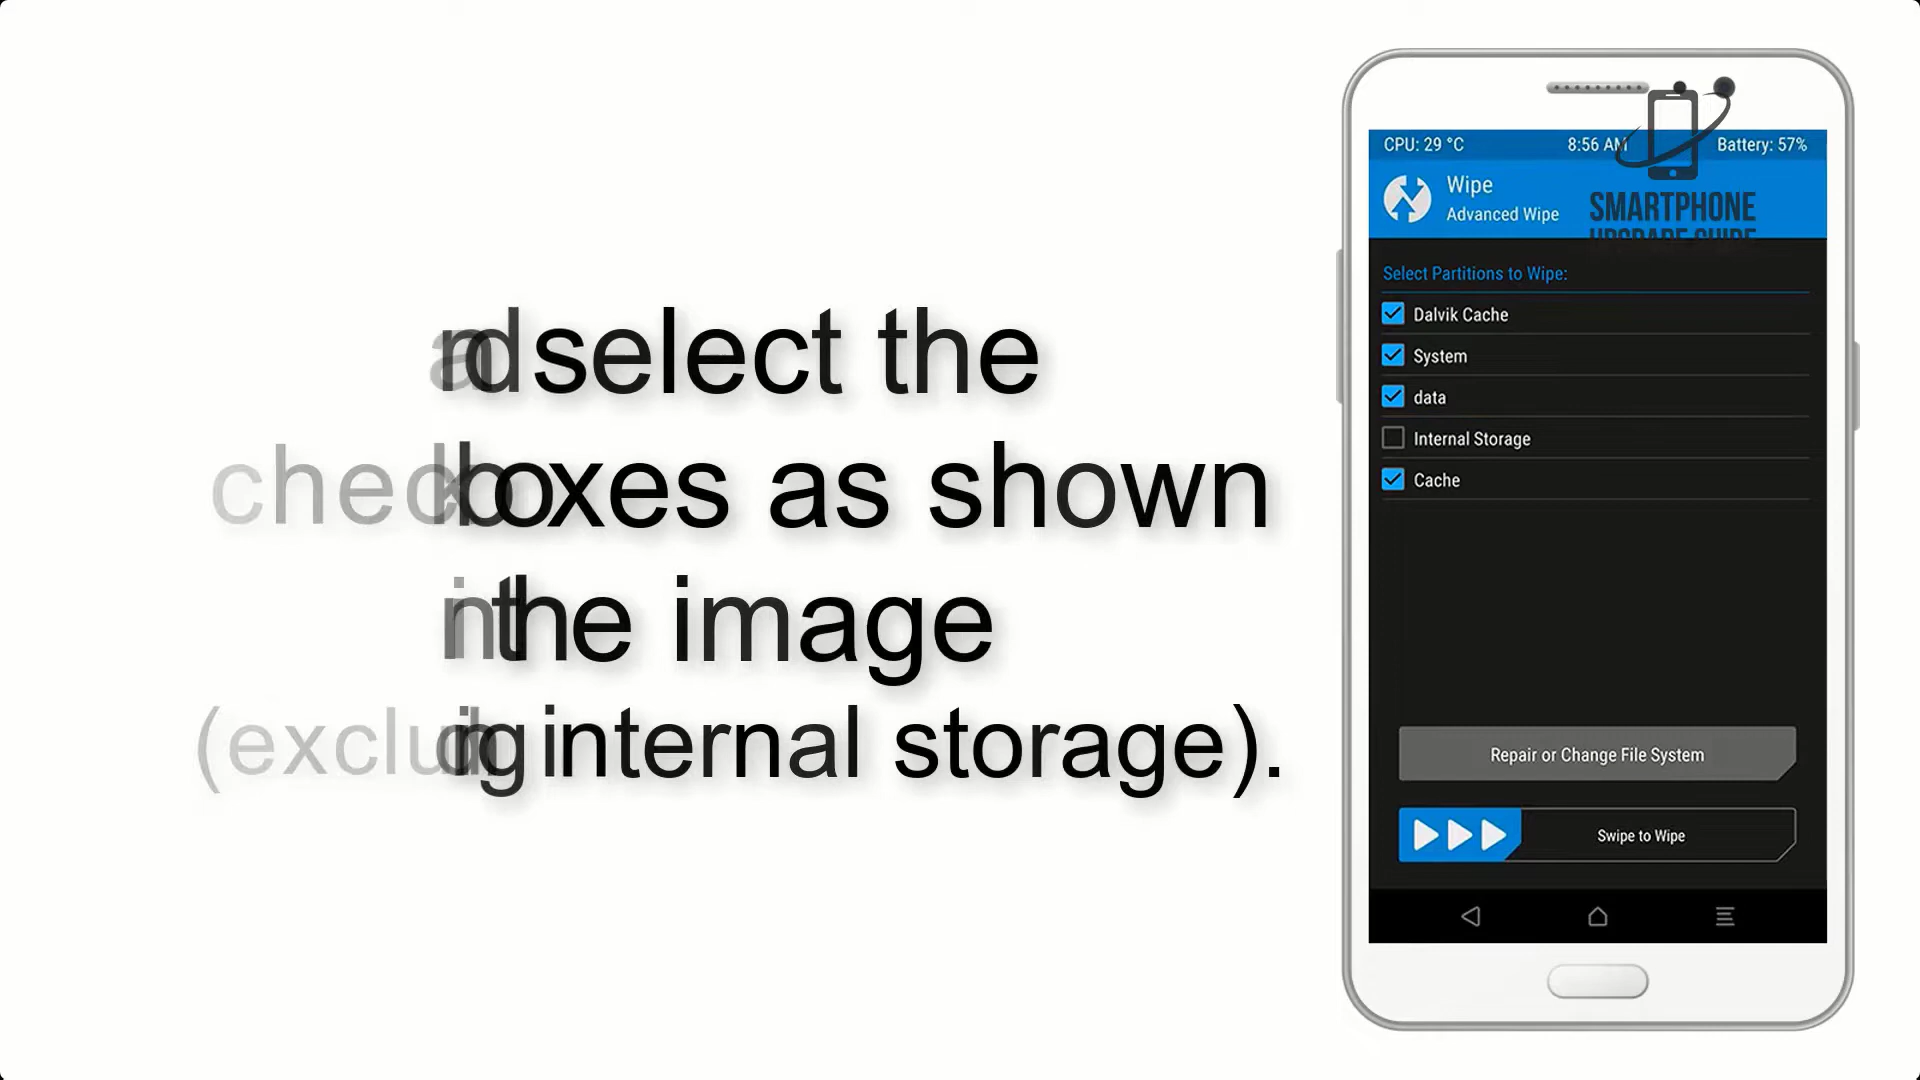 and select the
checkboxes as shown
in the image
(excluding internal storage).
CPU: 29 °C 8:56 AM Battery: 57%
Wipe
Advanced Wipe
SMARTPHONE
UPGRADE GUIDE
Select Partitions to Wipe:
Dalvik Cache
System
data
Internal Storage
Cache
Repair or Change File System
Swipe to Wipe